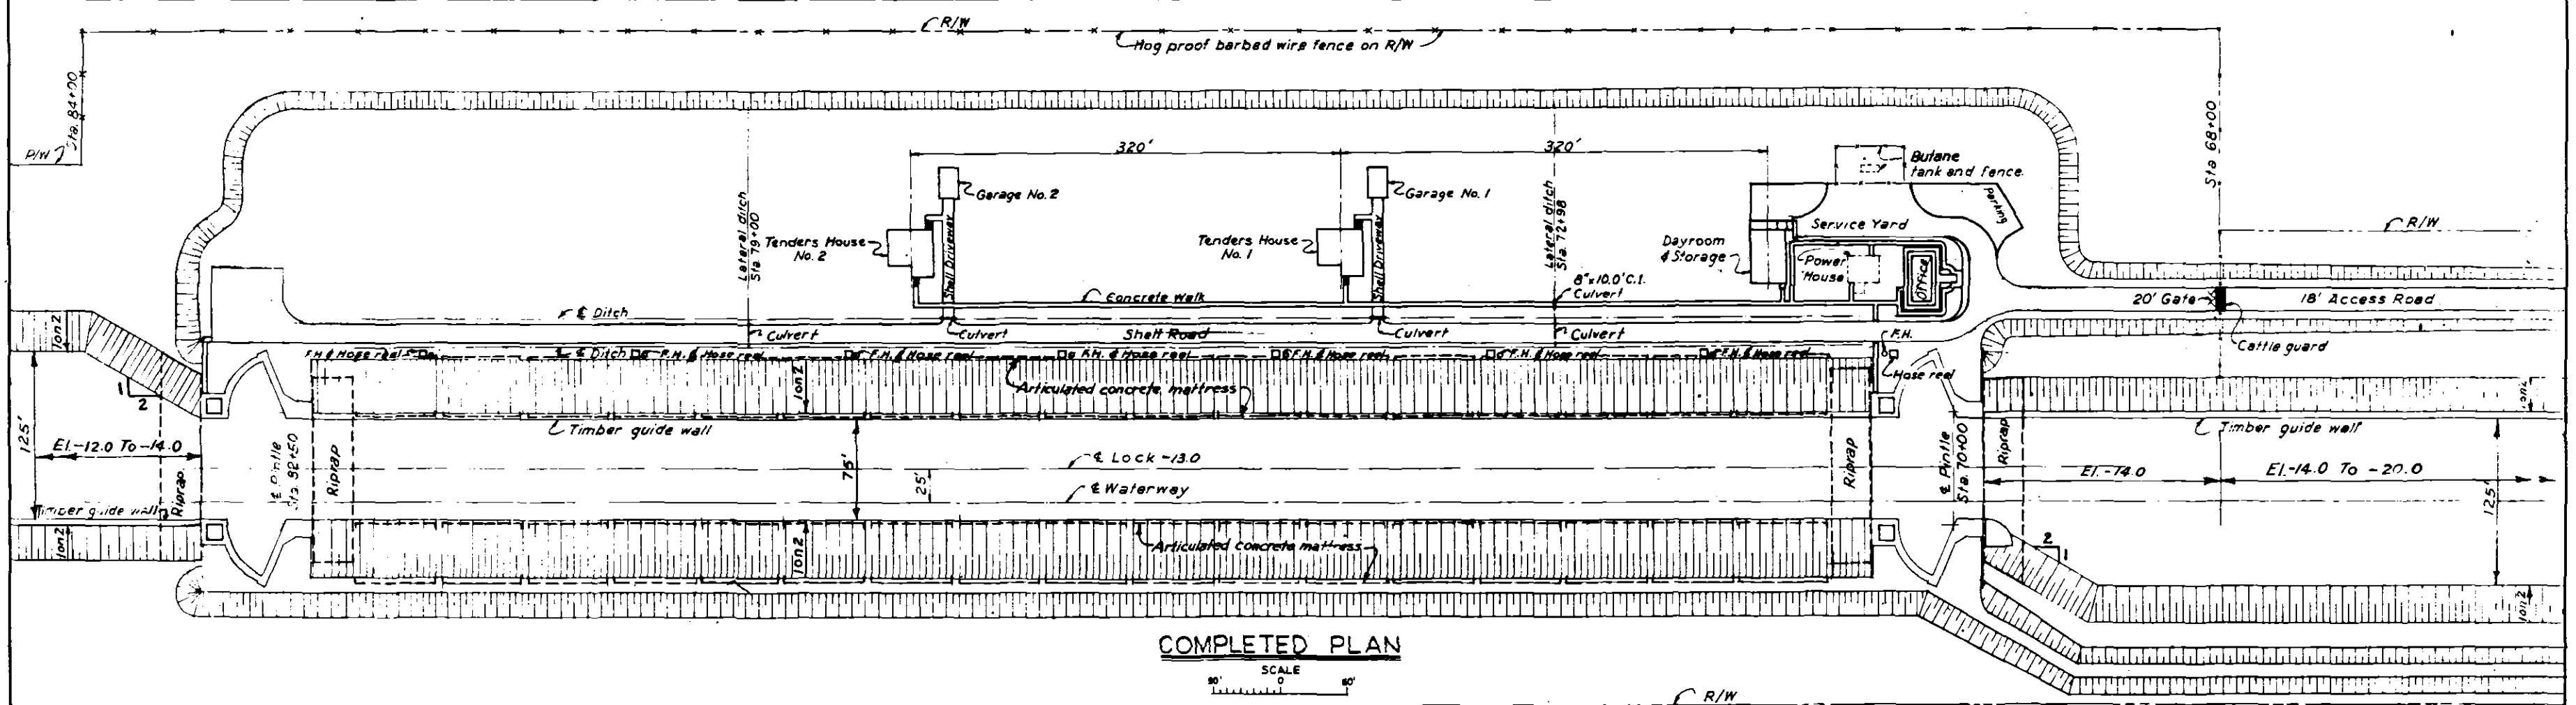 R/W
Hog proof barbed wire fence on R/W
Sta. 84+00
R/W
320'
320'
Butane
tank and fence
Sta 68+00
Garage No. 2
Garage No. 1
Parking
Lateral ditch
Sta. 79+00
Lateral ditch
Sta. 72+98
Service Yard
R/W
Tenders House
No. 2
Shell Driveway
Tenders House
No. 1
Shell Driveway
Dayroom
& Storage
Power
House
Office
8"x10.0' C.I.
Culvert
Concrete Walk
20' Gate
18' Access Road
℄ Ditch
Culvert
Culvert
Shell Road
Culvert
Culvert
F.H.
Cattle guard
F.H. & Hose reel
℄ Ditch
F.H. & Hose reel
F.H. & Hose reel
F.H. & Hose reel
F.H. & Hose reel
F.H. & Hose reel
F.H. & Hose reel
Hose reel
1on2
1on2
1on2
Articulated concrete mattress
1
2
125'
Timber guide wall
Timber guide wall
El.-12.0 To -14.0
Riprap
℄ Pintle
Sta. 82+50
Riprap
75'
25'
℄ Lock -13.0
℄ Waterway
Riprap
℄ Pintle
Sta. 70+00
Riprap
El.-14.0
El.-14.0 To -20.0
125'
Timber guide wall
1on2
1on2
Articulated concrete mattress
2
1
1on2
COMPLETED PLAN
SCALE
0
R/W